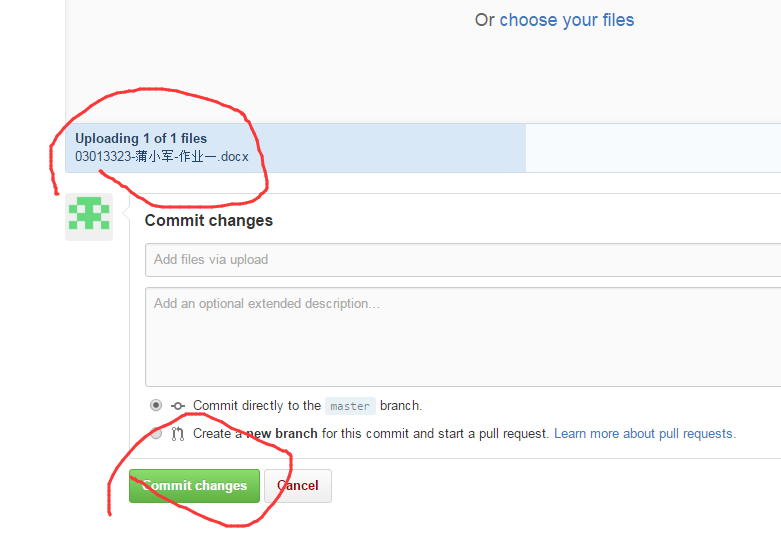 Or choose your files
Uploading 1 of 1 files
03013323-蒲小军-作业一.docx
Commit changes
Add files via upload
Add an optional extended description...
Commit directly to the master branch.
Create a new branch for this commit and start a pull request. Learn more about pull requests.
Commit changes Cancel